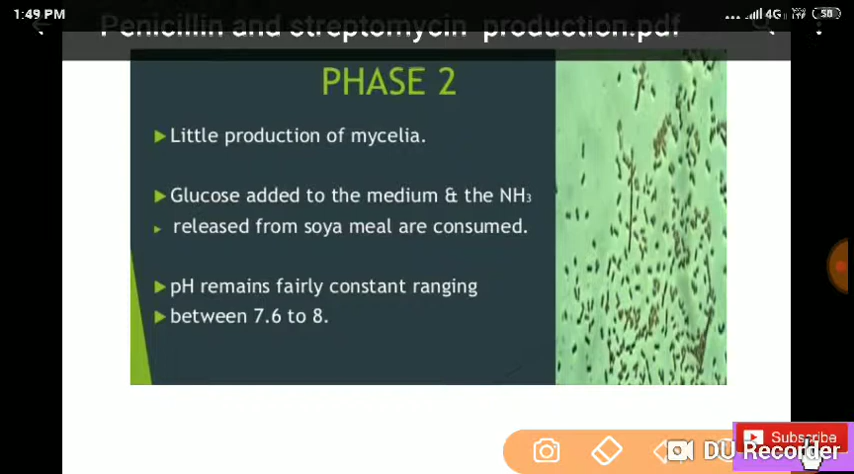 1:49 PM
4G
58
Penicillin and streptomycin production.pdf
PHASE 2
Little production of mycelia.
Glucose added to the medium & the NH₃
released from soya meal are consumed.
pH remains fairly constant ranging
between 7.6 to 8.
DU Recorder
Subscribe